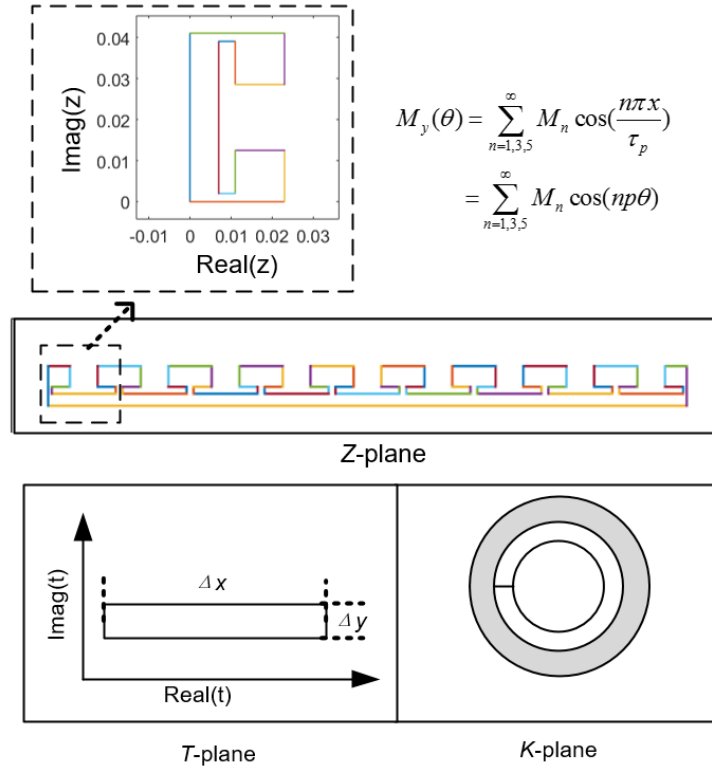 0.04
0.03
0.02
0.01
0
Imag(z)
-0.01 0 0.01 0.02 0.03
Real(z)
M_y(θ) = ∑_{n=1,3,5}^{∞} M_n cos(nπx/τ_p)
= ∑_{n=1,3,5}^{∞} M_n cos(npθ)
Z-plane
Imag(t)
Δx
Δy
Real(t)
T-plane
K-plane